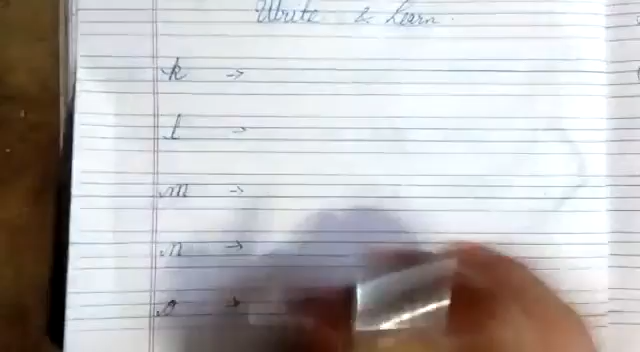 Write & Learn.
k →
l →
m →
n →
o →